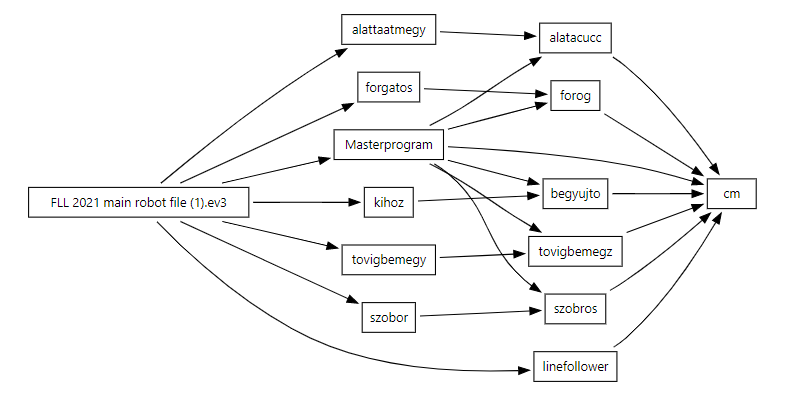 alattaatmegy
alatacucc
forgatos
forog
Masterprogram
FLL 2021 main robot file (1).ev3
kihoz
begyujto
cm
tovigbemegy
tovigbemegz
szobor
szobros
linefollower